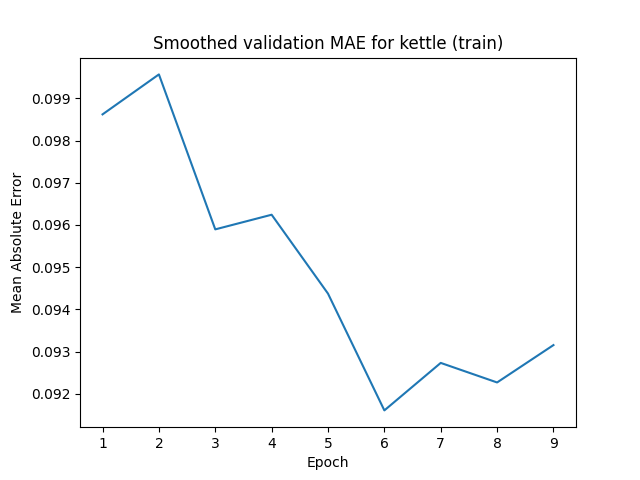 Smoothed validation MAE for kettle (train)
0.099
0.098
0.097
0.096
0.095
0.094
0.093
0.092
Mean Absolute Error
1 2 3 4 5 6 7 8 9
Epoch